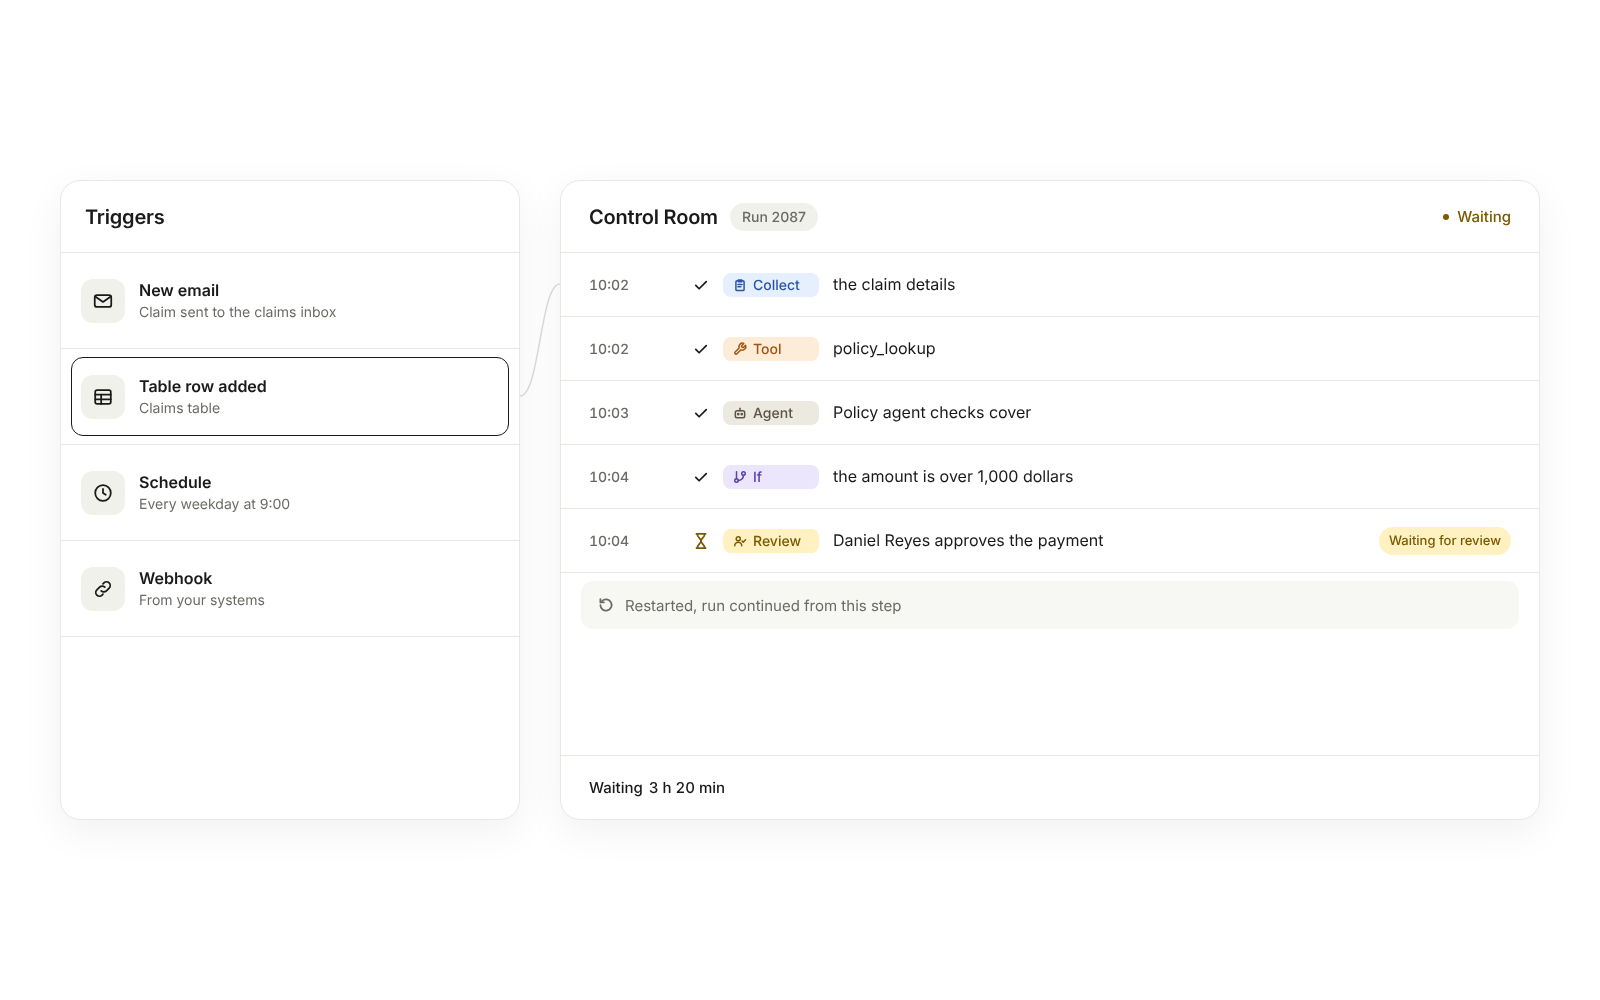 Triggers
New email
Claim sent to the claims inbox
Table row added
Claims table
Schedule
Every weekday at 9:00
Webhook
From your systems
Control Room Run 2087 Waiting
10:02 Collect the claim details
10:02 Tool policy_lookup
10:03 Agent Policy agent checks cover
10:04 If the amount is over 1,000 dollars
10:04 Review Daniel Reyes approves the payment Waiting for review
Restarted, run continued from this step
Waiting 3 h 20 min